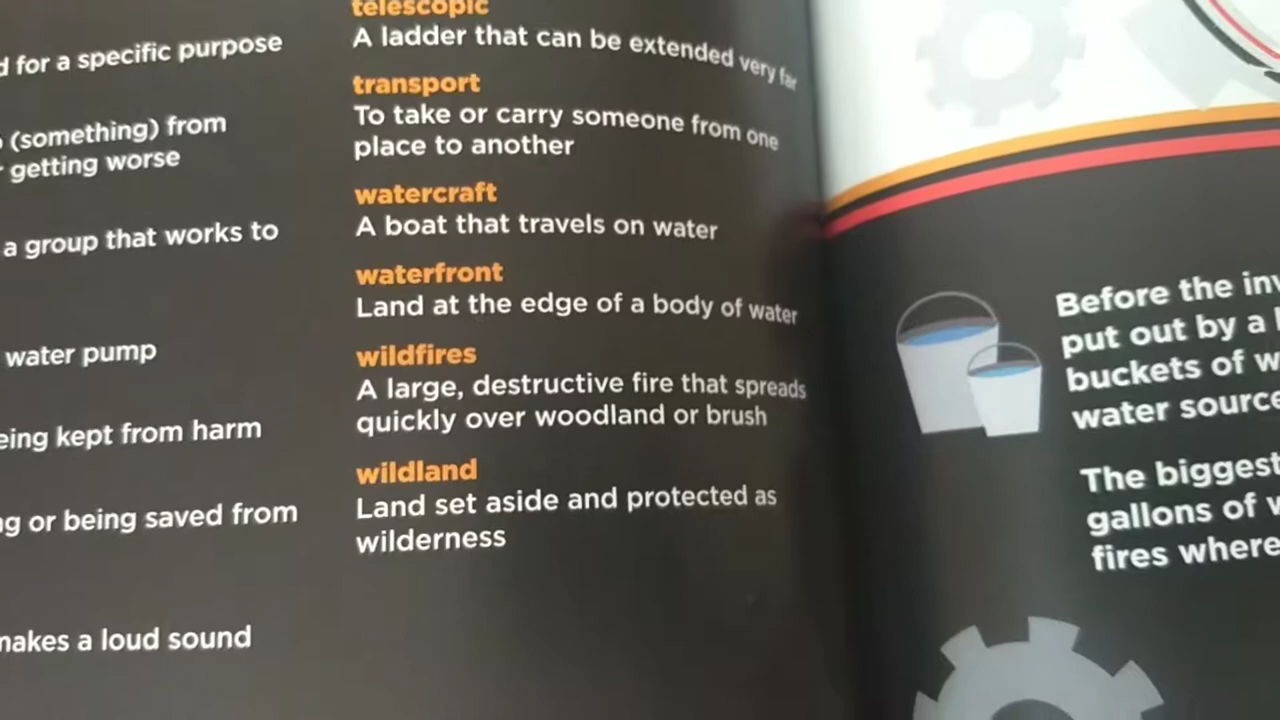 for a specific purpose
(something) from
getting worse
a group that works to
water pump
kept from harm
or being saved from
makes a loud sound
telescopic
A ladder that can be extended very far
transport
To take or carry someone from one
place to another
watercraft
A boat that travels on water
waterfront
Land at the edge of a body of water
wildfires
A large, destructive fire that spreads
quickly over woodland or brush
wildland
Land set aside and protected as
wilderness
Before the
put out by a
buckets of
water source
The biggest
gallons of
fires where